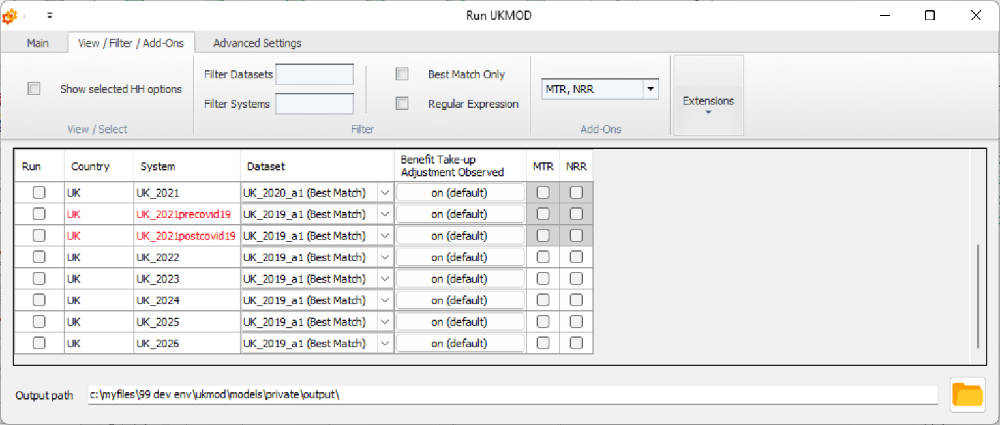 Run UKMOD
Main View / Filter / Add-Ons Advanced Settings
Show selected HH options
View / Select
Filter Datasets
Filter Systems
Best Match Only
Regular Expression
Filter
MTR, NRR
Add-Ons
Extensions
Run Country System Dataset Benefit Take-up Adjustment Observed MTR NRR
UK UK_2021 UK_2020_a1 (Best Match) on (default)
UK UK_2021precovid19 UK_2019_a1 (Best Match) on (default)
UK UK_2021postcovid19 UK_2019_a1 (Best Match) on (default)
UK UK_2022 UK_2019_a1 (Best Match) on (default)
UK UK_2023 UK_2019_a1 (Best Match) on (default)
UK UK_2024 UK_2019_a1 (Best Match) on (default)
UK UK_2025 UK_2019_a1 (Best Match) on (default)
UK UK_2026 UK_2019_a1 (Best Match) on (default)
Output path c:\myfiles\99 dev env\ukmod\models\private\output\